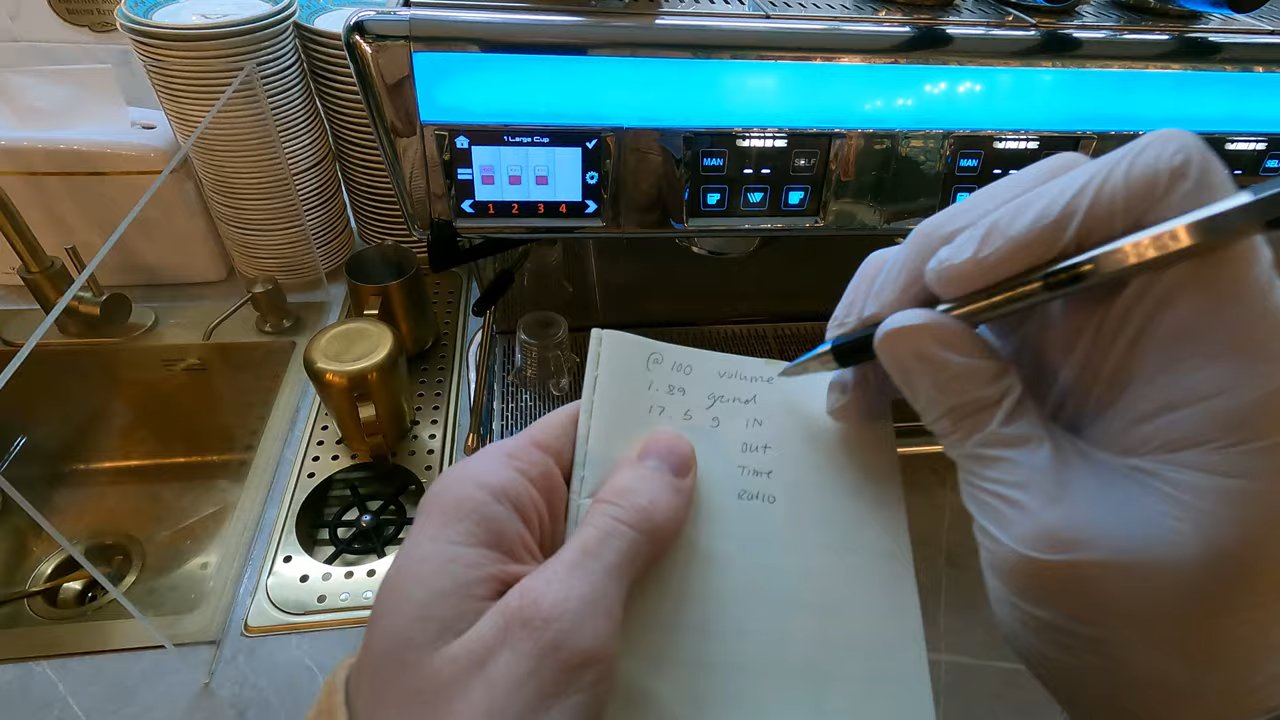 1 Large Cup
1 2 3 4
MAN
SELF
MAN
@ 100 volume
1.89 grind
17.5 g IN
Out
Time
Ratio